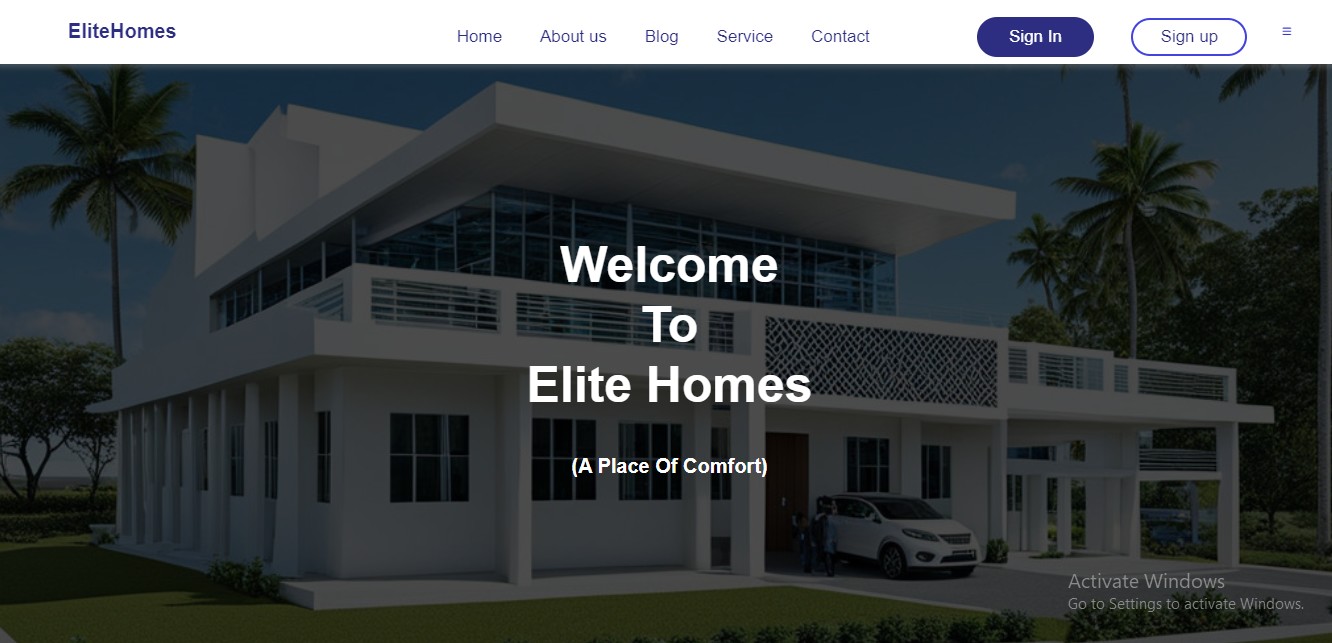 EliteHomes
Home
About us
Blog
Service
Contact
Sign In
Sign up
Welcome
To
Elite Homes
(A Place Of Comfort)
Activate Windows
Go to Settings to activate Windows.